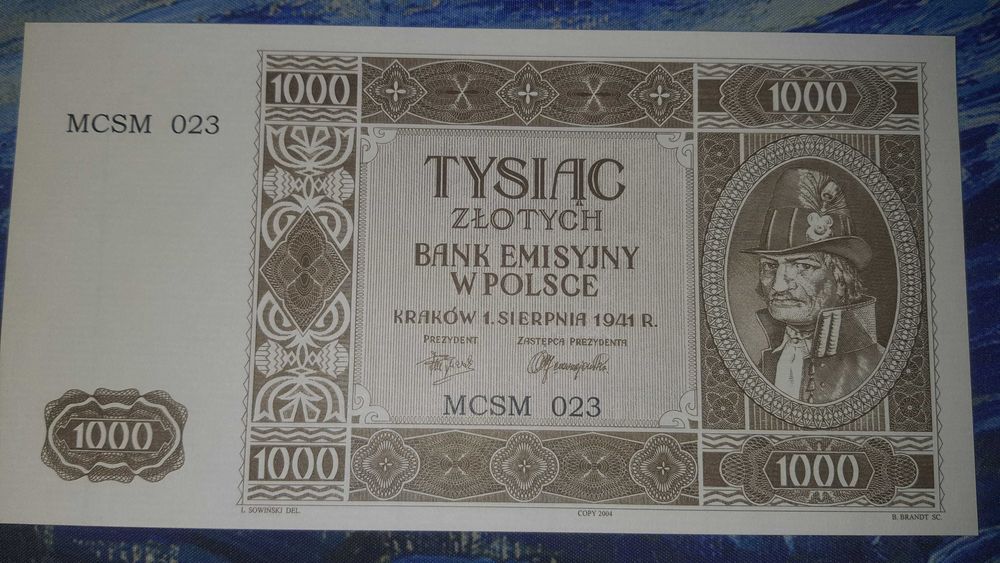 1000
1000
MCSM 023
TYSIĄC
ZŁOTYCH
BANK EMISYJNY
W POLSCE
KRAKÓW 1. SIERPNIA 1941 R.
PREZYDENT ZASTĘPCA PREZYDENTA
MCSM 023
1000
1000
1000
L. SOWIŃSKI DEL. COPY 2004 B. BRANDT SC.